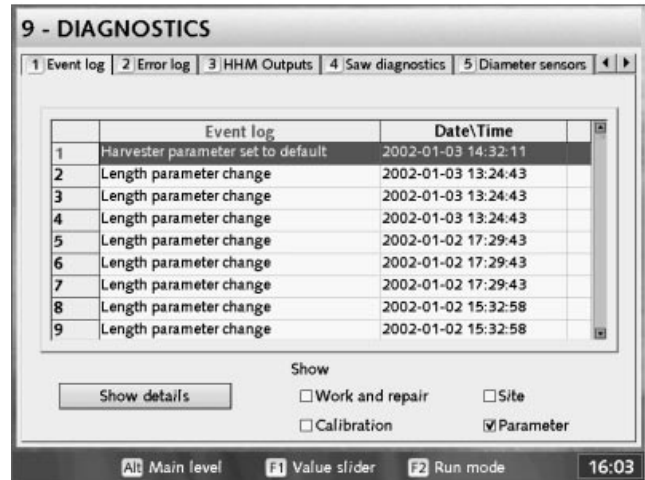 9 - DIAGNOSTICS
1 Event log 2 Error log 3 HHM Outputs 4 Saw diagnostics 5 Diameter sensors
Event log Date\Time
1 Harvester parameter set to default 2002-01-03 14:32:11
2 Length parameter change 2002-01-03 13:24:43
3 Length parameter change 2002-01-03 13:24:43
4 Length parameter change 2002-01-03 13:24:43
5 Length parameter change 2002-01-02 17:29:43
6 Length parameter change 2002-01-02 17:29:43
7 Length parameter change 2002-01-02 17:29:43
8 Length parameter change 2002-01-02 15:32:58
9 Length parameter change 2002-01-02 15:32:58
Show
Show details
Work and repair Site
Calibration Parameter
Alt Main level F1 Value slider F2 Run mode 16:03